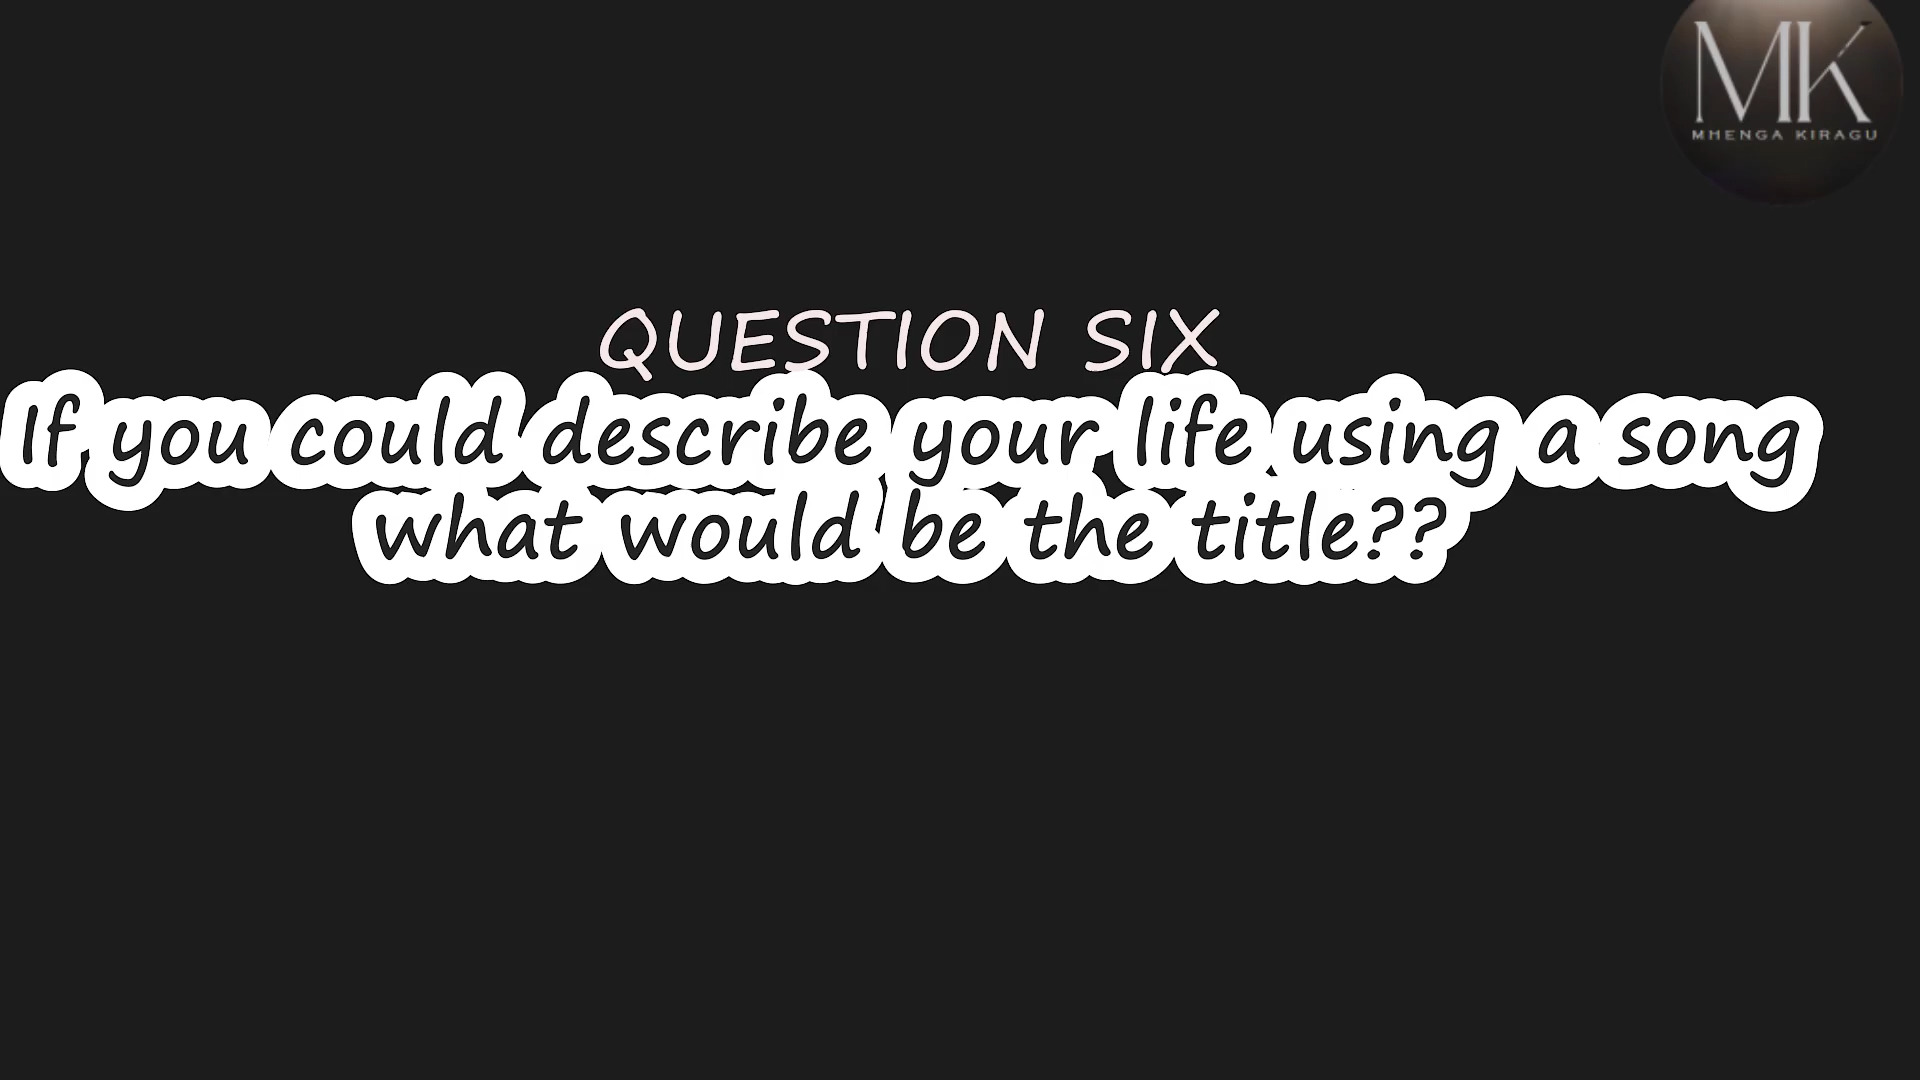 MK
MHENGA KIRAGU
QUESTION SIX
If you could describe your life using a song
what would be the title??